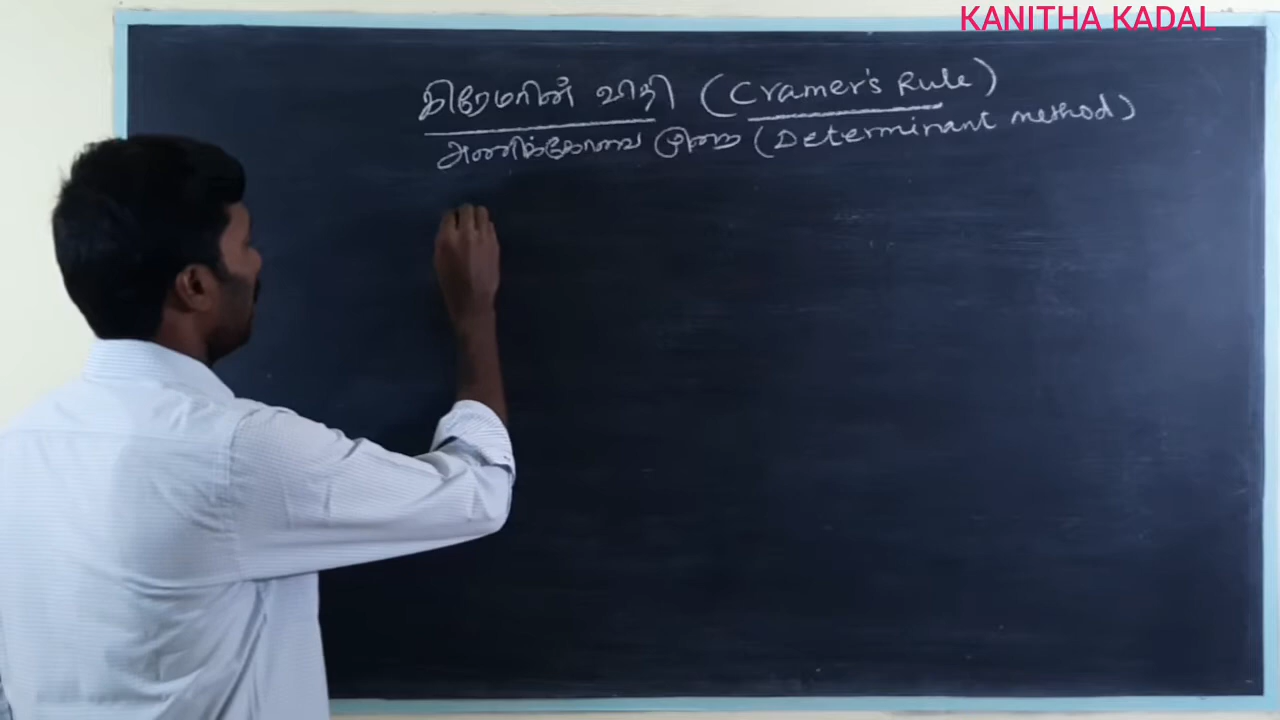 KANITHA KADAL
கிரேமரின் விதி (Cramer's Rule)
அணிக்கோவை முறை (Determinant method)